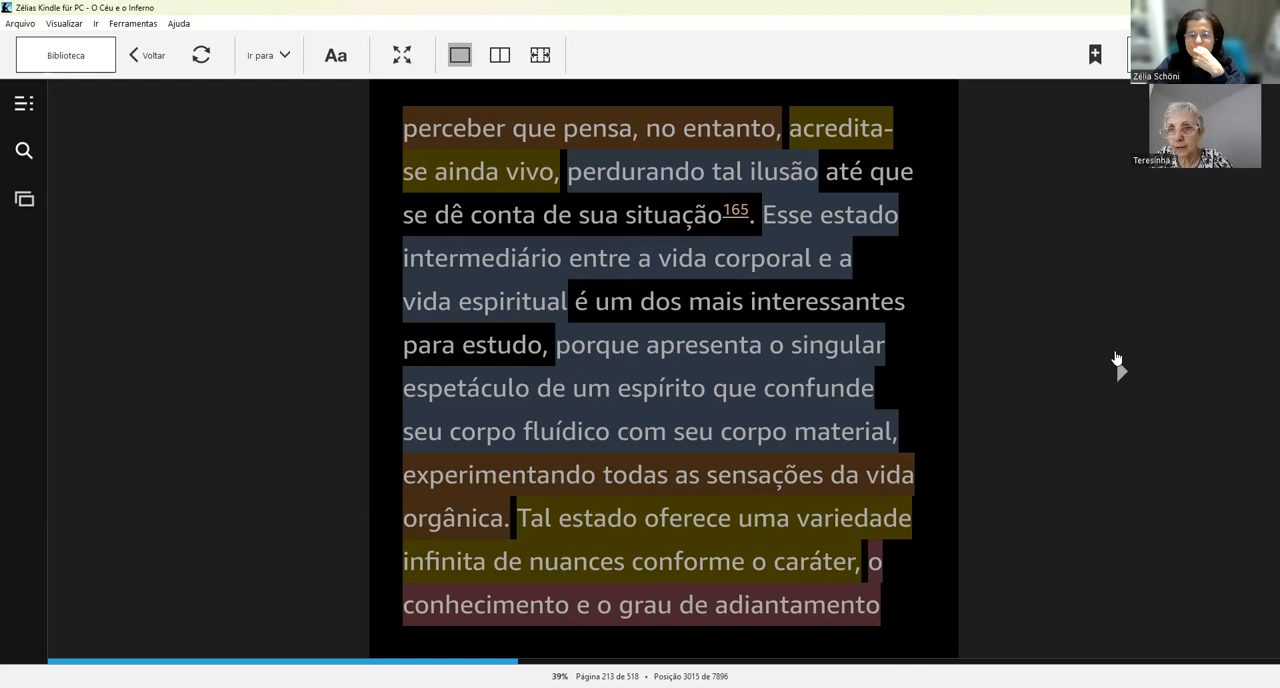 Zélias Kindle für PC - O Céu e o Inferno
Arquivo Visualizar Ir Ferramentas Ajuda
Biblioteca Voltar Ir para Aa
Zélia Schöni
Teresinha
perceber que pensa, no entanto, acredita-
se ainda vivo, perdurando tal ilusão até que
se dê conta de sua situação165. Esse estado
intermediário entre a vida corporal e a
vida espiritual é um dos mais interessantes
para estudo, porque apresenta o singular
espetáculo de um espírito que confunde
seu corpo fluídico com seu corpo material,
experimentando todas as sensações da vida
orgânica. Tal estado oferece uma variedade
infinita de nuances conforme o caráter, o
conhecimento e o grau de adiantamento
39% Página 213 de 518 • Posição 3015 de 7896